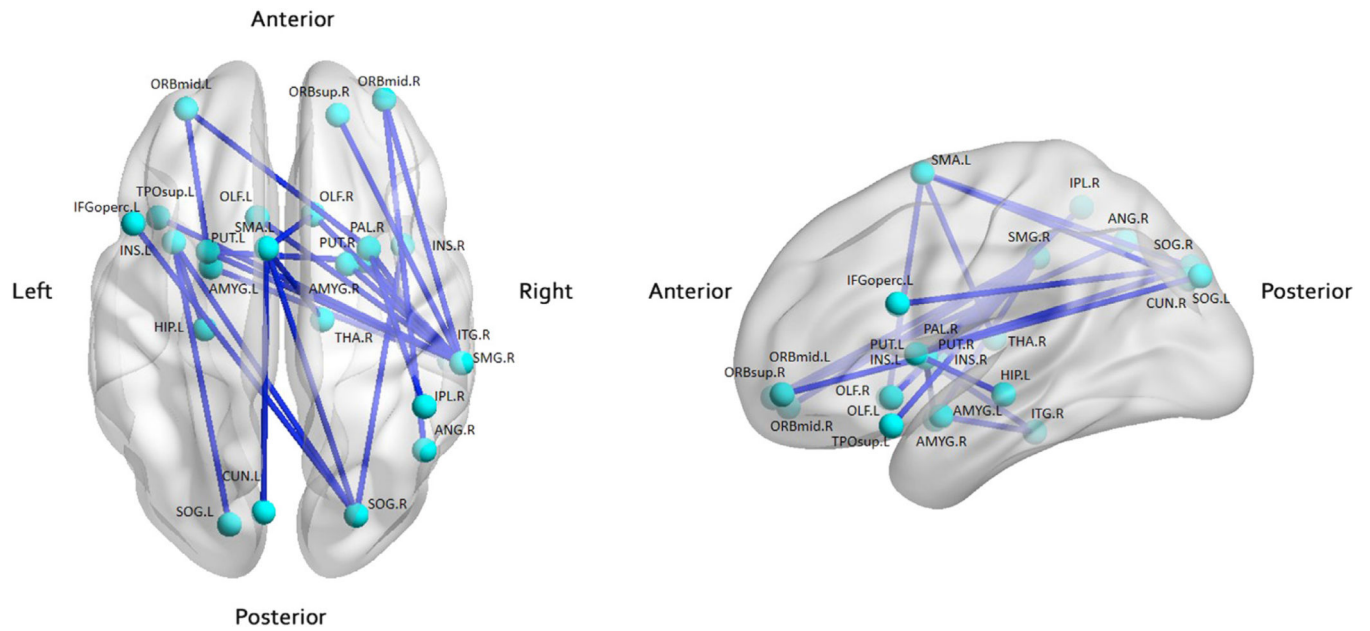 Anterior
ORBmid.L
ORBsup.R
ORBmid.R
TPOsup.L
OLF.L
OLF.R
IFGoperc.L
SMA.L
PAL.R
INS.L
PUT.L
PUT.R
INS.R
Left
AMYG.L
AMYG.R
Right
HIP.L
THA.R
ITG.R
SMG.R
IPL.R
ANG.R
CUN.L
SOG.L
SOG.R
Posterior
SMA.L
IPL.R
ANG.R
SMG.R
SOG.R
Anterior
IFGoperc.L
CUN.R
SOG.L
Posterior
PAL.R
PUT.L
PUT.R
THA.R
ORBmid.L
INS.L
INS.R
ORBsup.R
OLF.R
HIP.L
OLF.L
AMYG.L
ITG.R
ORBmid.R
TPOsup.L
AMYG.R